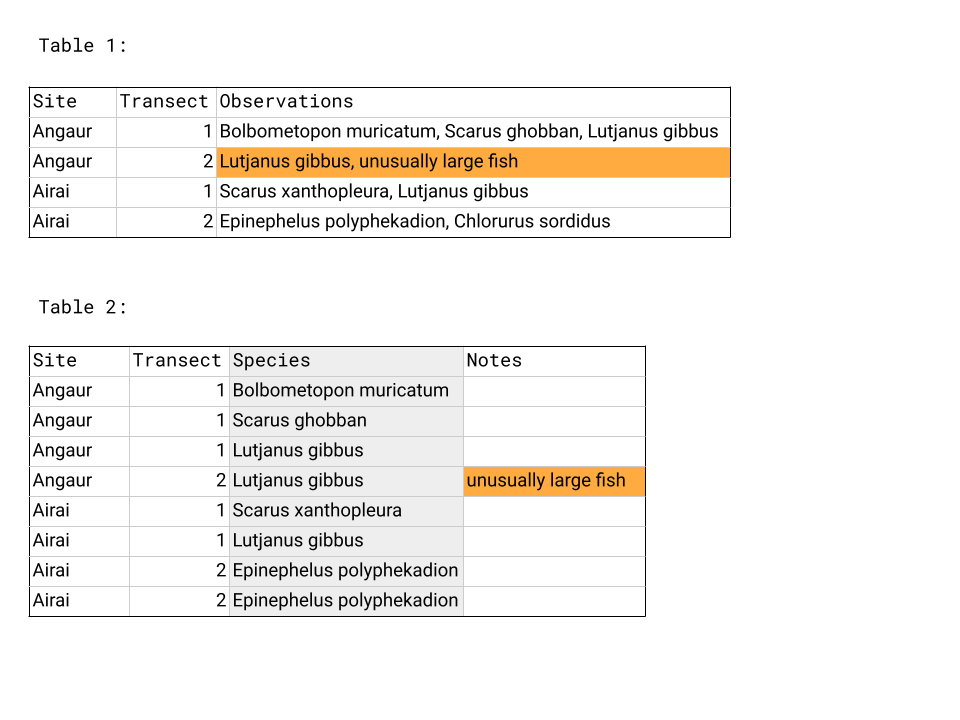 Table 1:
Site Transect Observations
Angaur 1 Bolbometopon muricatum, Scarus ghobban, Lutjanus gibbus
Angaur 2 Lutjanus gibbus, unusually large fish
Airai 1 Scarus xanthopleura, Lutjanus gibbus
Airai 2 Epinephelus polyphekadion, Chlorurus sordidus
Table 2:
Site Transect Species Notes
Angaur 1 Bolbometopon muricatum
Angaur 1 Scarus ghobban
Angaur 1 Lutjanus gibbus
Angaur 2 Lutjanus gibbus unusually large fish
Airai 1 Scarus xanthopleura
Airai 1 Lutjanus gibbus
Airai 2 Epinephelus polyphekadion
Airai 2 Epinephelus polyphekadion